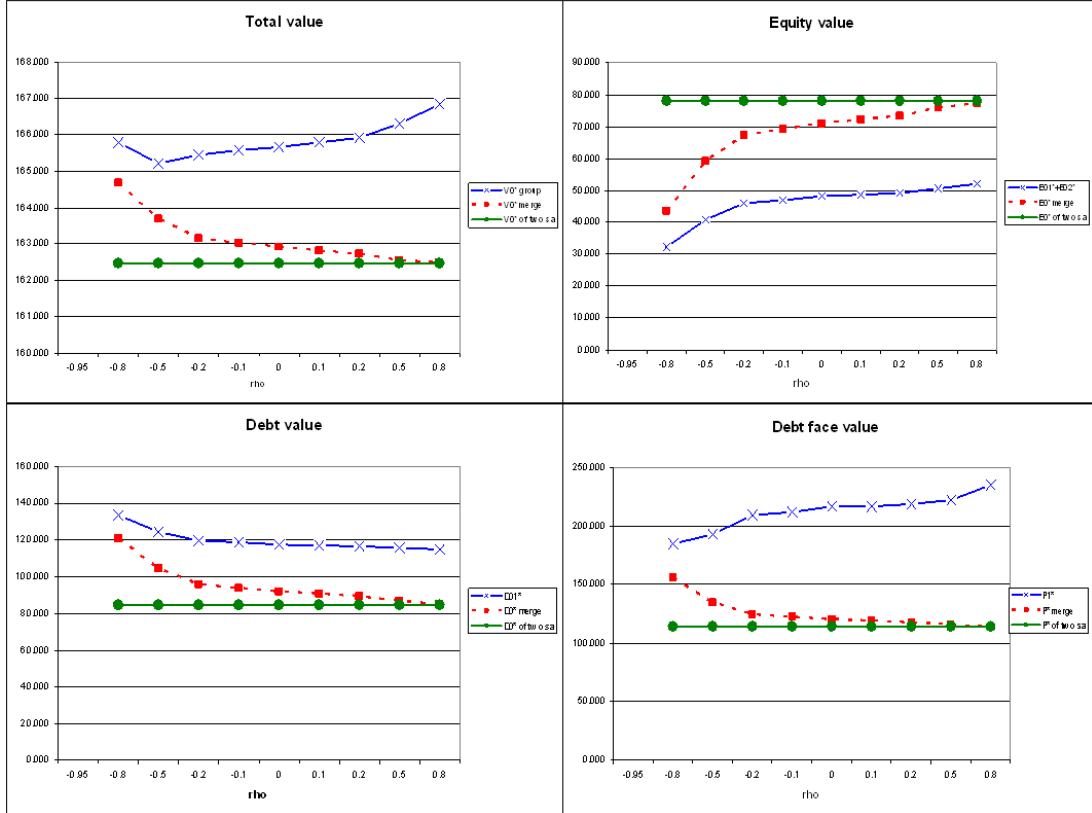 Total value
168.000
167.000
166.000
165.000
164.000
163.000
162.000
161.000
160.000
-0.95 -0.8 -0.5 -0.2 -0.1 0 0.1 0.2 0.5 0.8
rho
V0* group
V0* merge
V0* of two sa
Equity value
90.000
80.000
70.000
60.000
50.000
40.000
30.000
20.000
10.000
0.000
-0.95 -0.8 -0.5 -0.2 -0.1 0 0.1 0.2 0.5 0.8
rho
E01*+E02*
E0* merge
E0* of two sa
Debt value
160.000
140.000
120.000
100.000
80.000
60.000
40.000
20.000
0.000
-0.95 -0.8 -0.5 -0.2 -0.1 0 0.1 0.2 0.5 0.8
rho
D01*
D0* merge
D0* of two sa
Debt face value
250.000
200.000
150.000
100.000
50.000
0.000
-0.95 -0.8 -0.5 -0.2 -0.1 0 0.1 0.2 0.5 0.8
rho
P1*
P* merge
P* of two sa